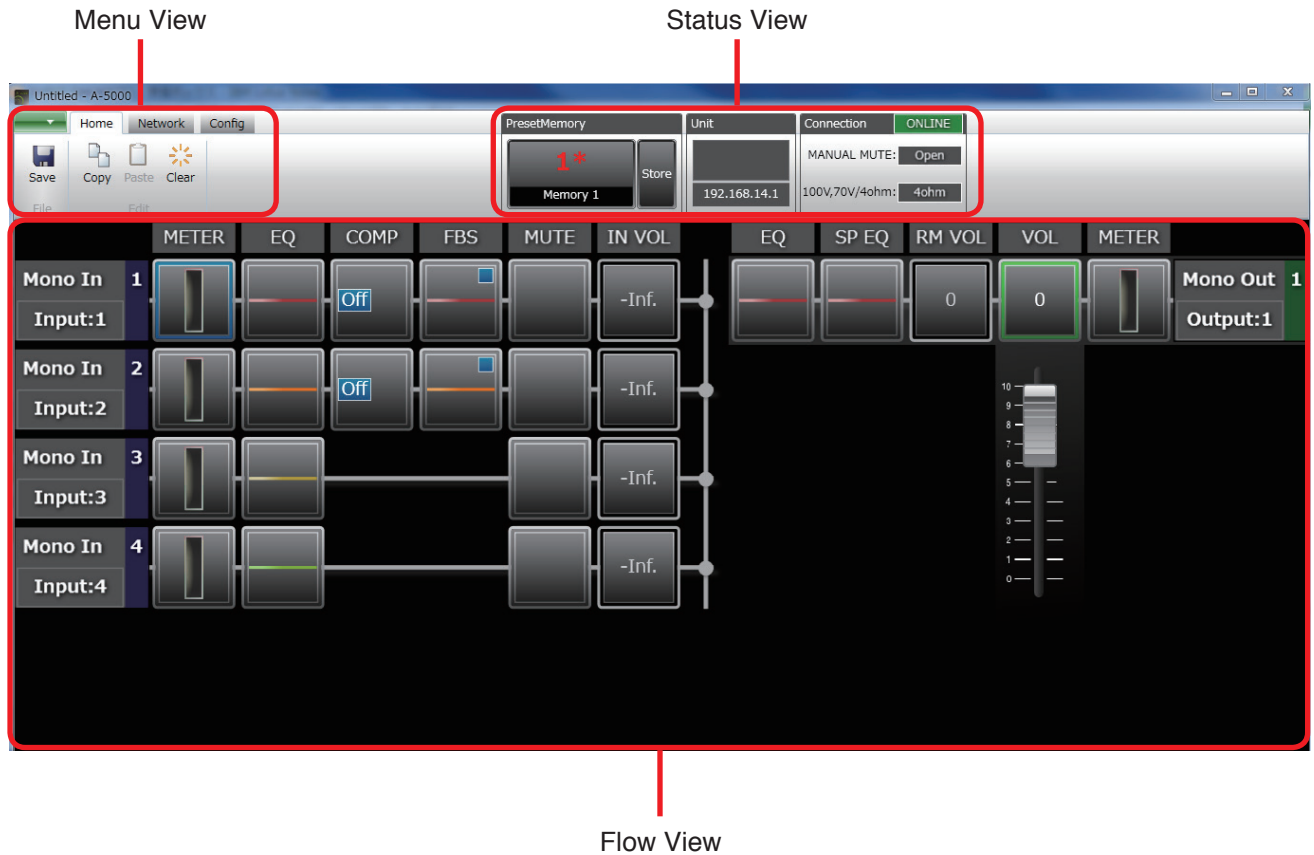 Menu View
Status View
Untitled - A-5000
Home Network Config
PresetMemory Unit Connection ONLINE
Save Copy Paste Clear
File Edit
1*
Memory 1
Store
192.168.14.1
MANUAL MUTE: Open
100V,70V/4ohm: 4ohm
METER EQ COMP FBS MUTE IN VOL EQ SP EQ RM VOL VOL METER
Mono In 1
Input:1
Off
-Inf.
0
0
Mono Out 1
Output:1
Mono In 2
Input:2
Off
-Inf.
Mono In 3
Input:3
-Inf.
Mono In 4
Input:4
-Inf.
10
9
8
7
6
5
4
3
2
1
0
Flow View